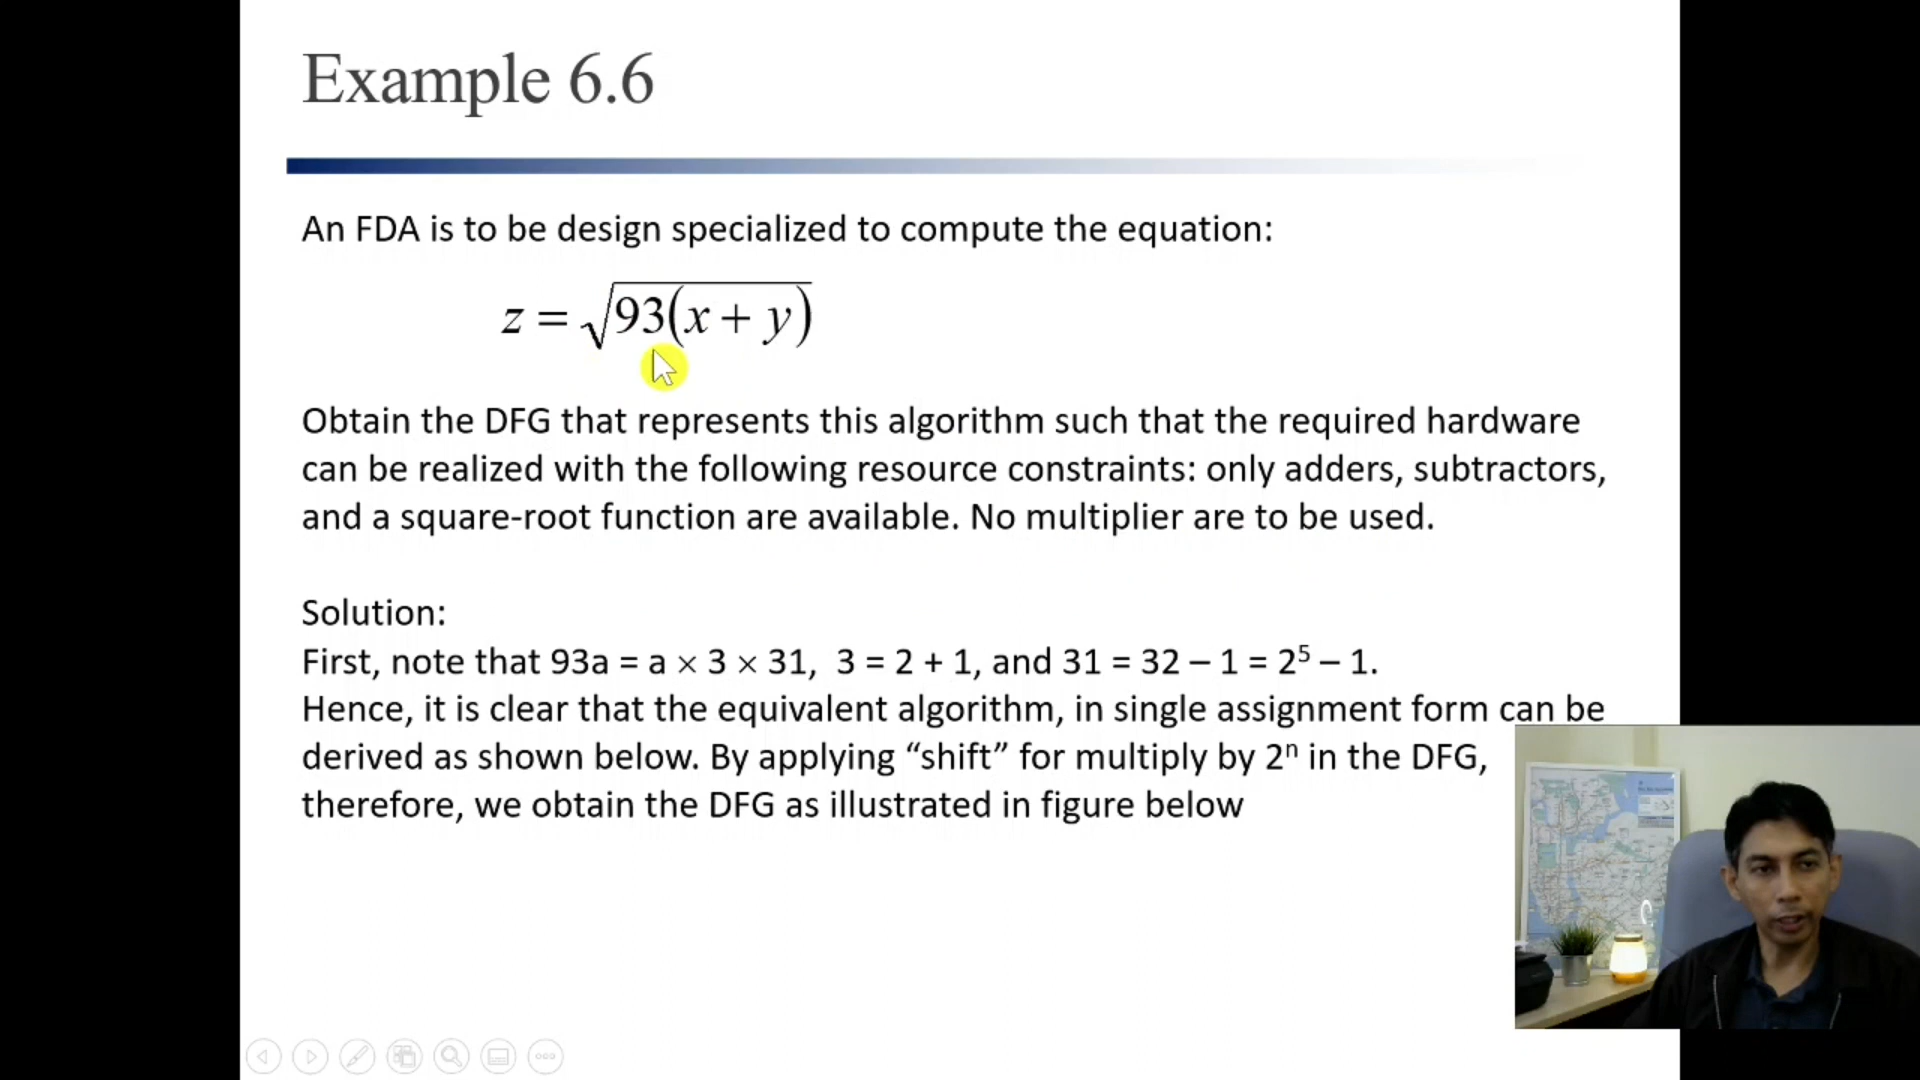 Example 6.6
An FDA is to be design specialized to compute the equation:
z = √93(x + y)
Obtain the DFG that represents this algorithm such that the required hardware
can be realized with the following resource constraints: only adders, subtractors,
and a square-root function are available. No multiplier are to be used.
Solution:
First, note that 93a = a × 3 × 31, 3 = 2 + 1, and 31 = 32 – 1 = 2⁵ – 1.
Hence, it is clear that the equivalent algorithm, in single assignment form can be
derived as shown below. By applying “shift” for multiply by 2ⁿ in the DFG,
therefore, we obtain the DFG as illustrated in figure below